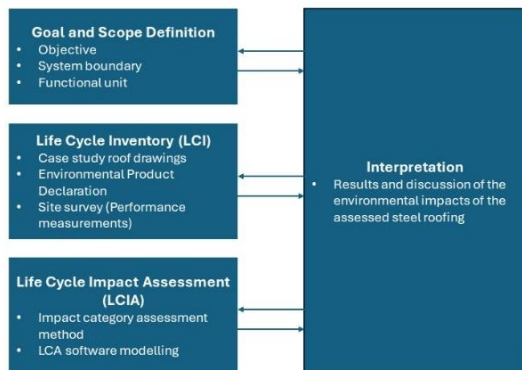 Goal and Scope Definition
• Objective
• System boundary
• Functional unit
Life Cycle Inventory (LCI)
• Case study roof drawings
• Environmental Product
Declaration
• Site survey (Performance
measurements)
Life Cycle Impact Assessment
(LCIA)
• Impact category assessment
method
• LCA software modelling
Interpretation
• Results and discussion of the
environmental impacts of the
assessed steel roofing